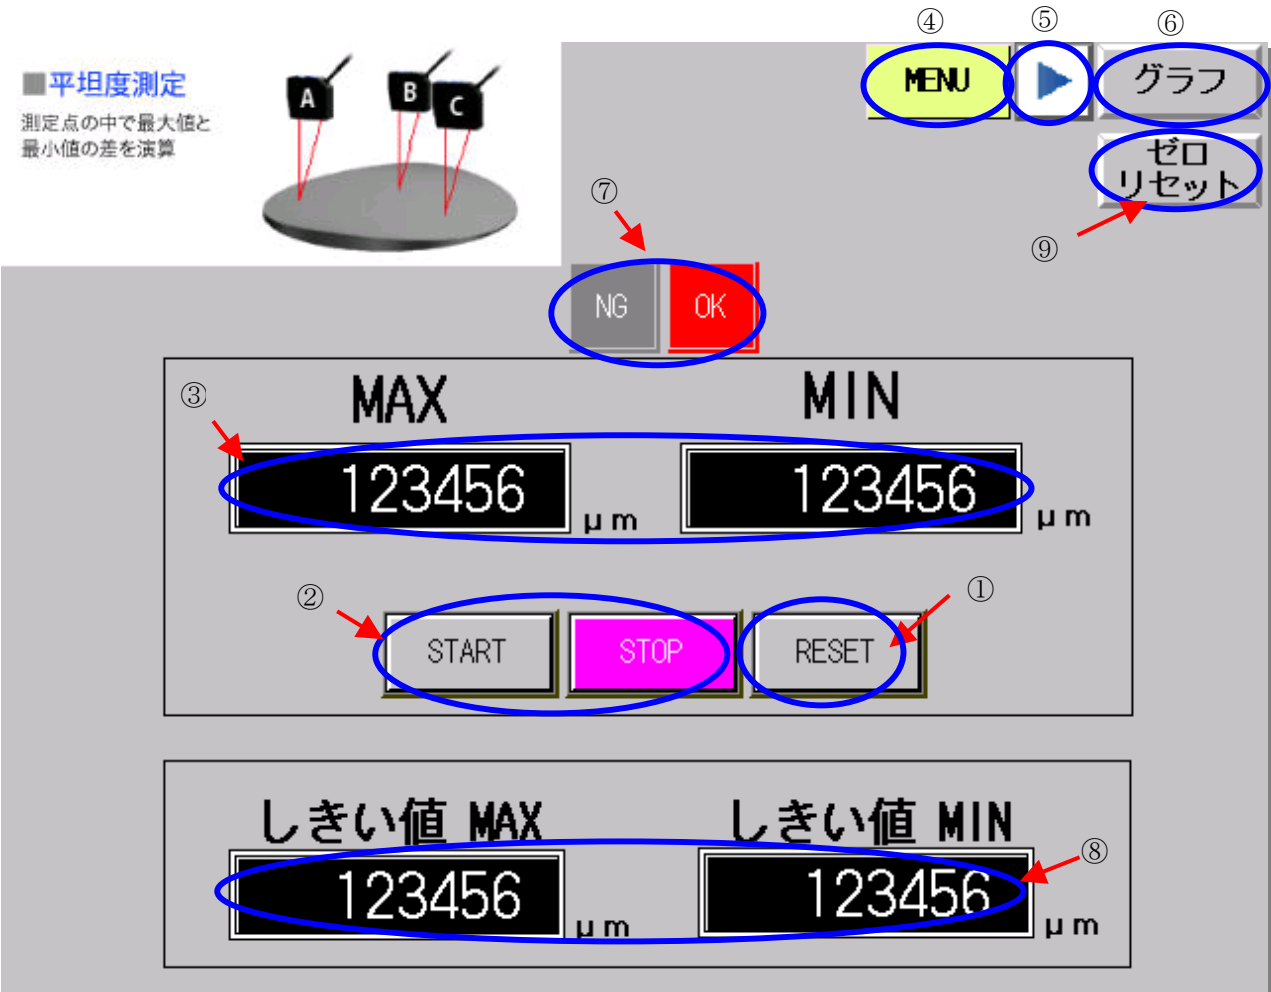 ④ ⑤ ⑥
■平坦度測定
測定点の中で最大値と
最小値の差を演算
A B C
MENU グラフ
ゼロ
リセット
⑦
⑨
NG OK
③
MAX MIN
123456 μm 123456 μm
② ①
START STOP RESET
しきい値 MAX しきい値 MIN
⑧
123456 μm 123456 μm